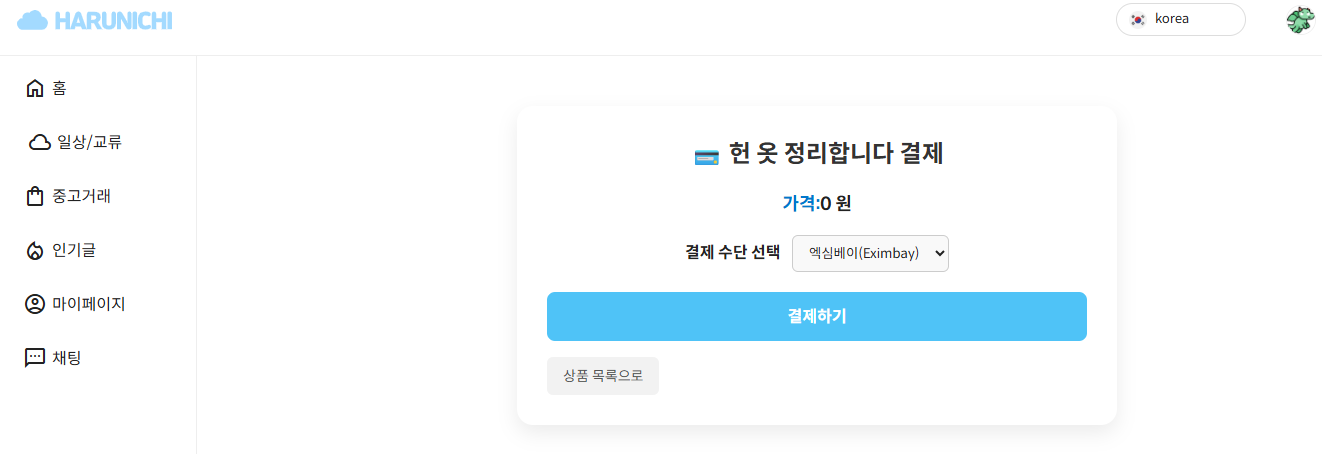 HARUNICHI
korea
홈
일상/교류
중고거래
인기글
마이페이지
채팅
헌 옷 정리합니다 결제
가격:0 원
결제 수단 선택 엑심베이(Eximbay)
결제하기
상품 목록으로